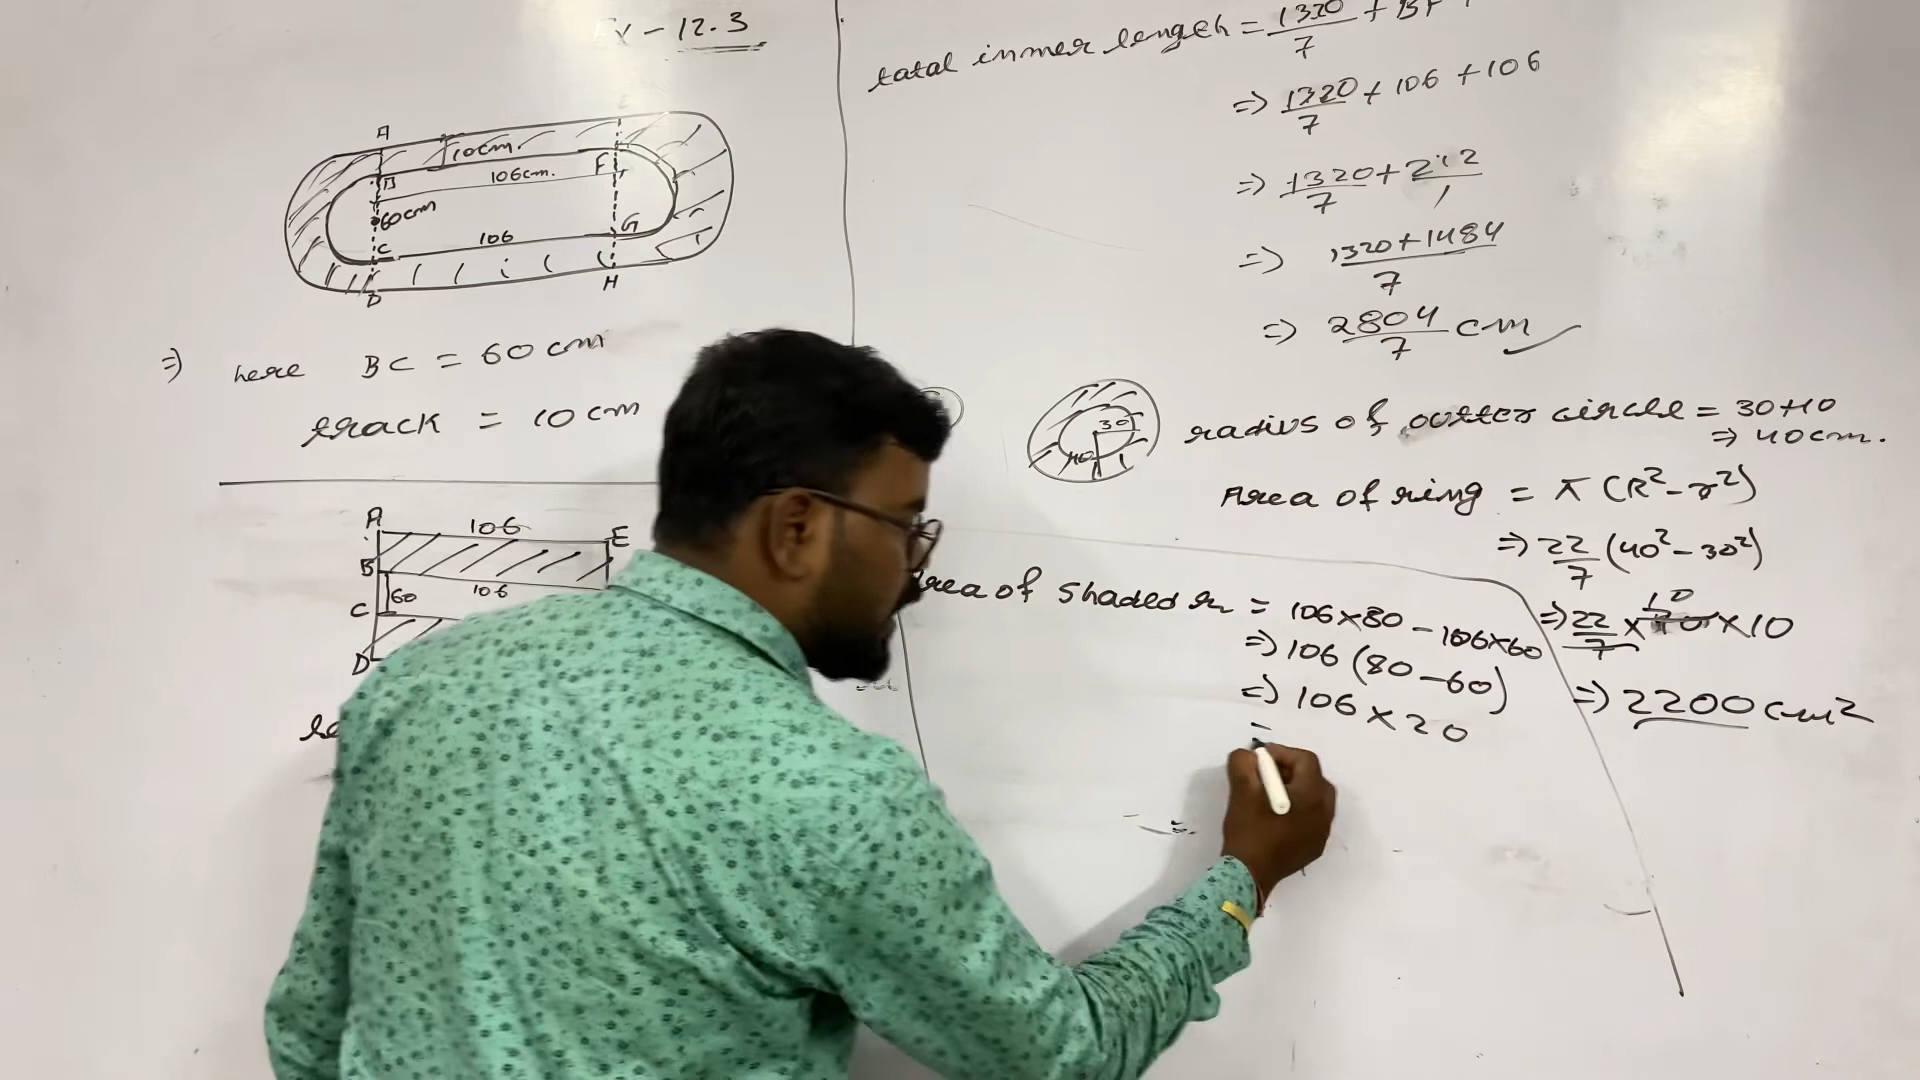 Ex - 12.3
A
10cm.
B
106cm.
F
60cm
C
106
G
D
H
=> here BC = 60 cm
track = 10 cm
A
106
E
B
60
106
C
D
total inner length = 1320/7 + BF
=> 1320/7 + 106 + 106
=> 1320/7 + 212/1
=> 1320+1484/7
=> 2804/7 cm
30
40
radius of outter circle = 30+10
=> 40cm.
Area of ring = π (R²-r²)
=> 22/7 (40²-30²)
=> 22/7 × 10 × 10
=> 2200 cm²
Area of shaded = 106×80 - 106×60
=> 106 (80-60)
=> 106 × 20